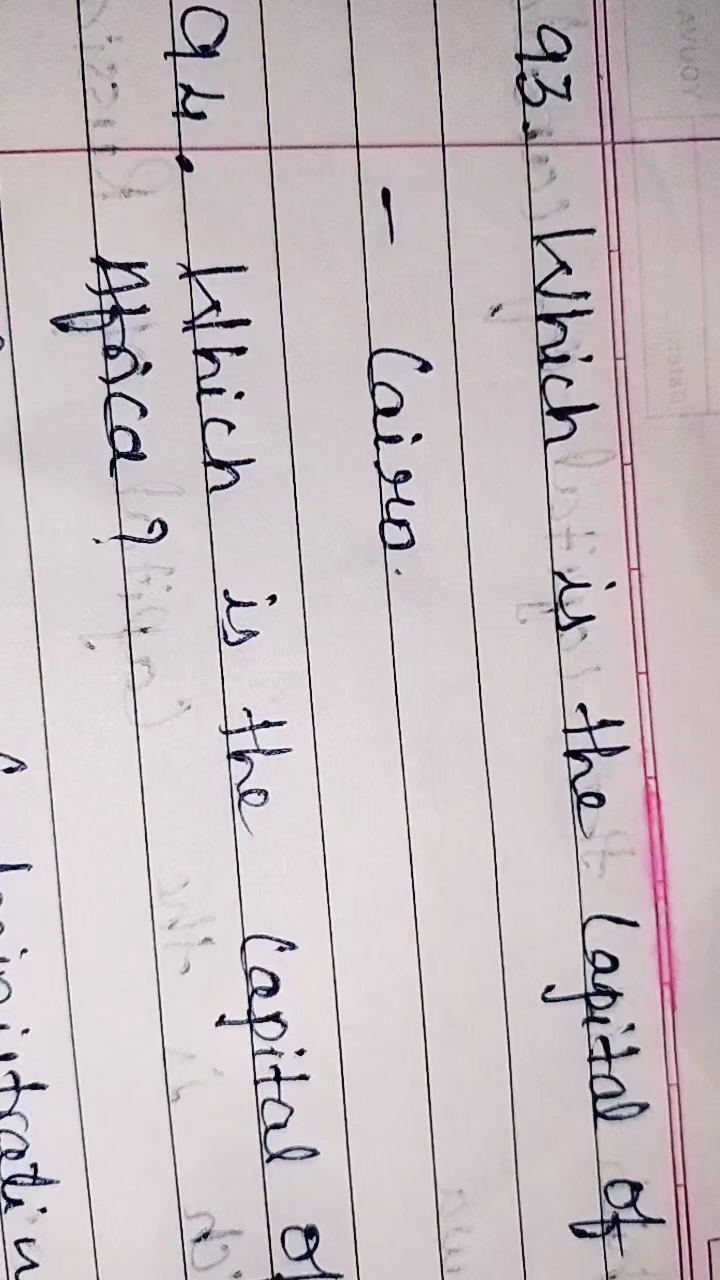 93. Which is the Capital of
- Cairo.
94. Which is the Capital of
Africa?